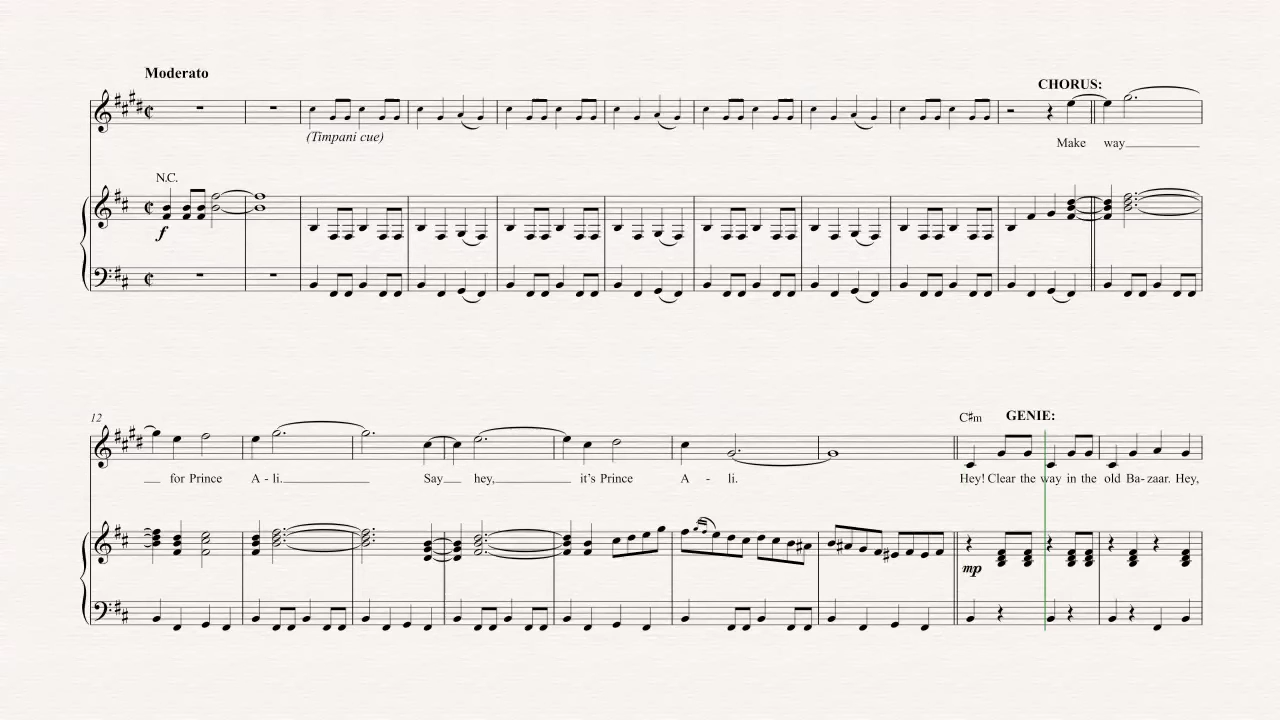 Moderato
CHORUS:
(Timpani cue)
Make way
N.C.
f
12
C#m GENIE:
for Prince A - li. Say hey, it's Prince A - li. Hey! Clear the way in the old Ba- zaar. Hey,
mp